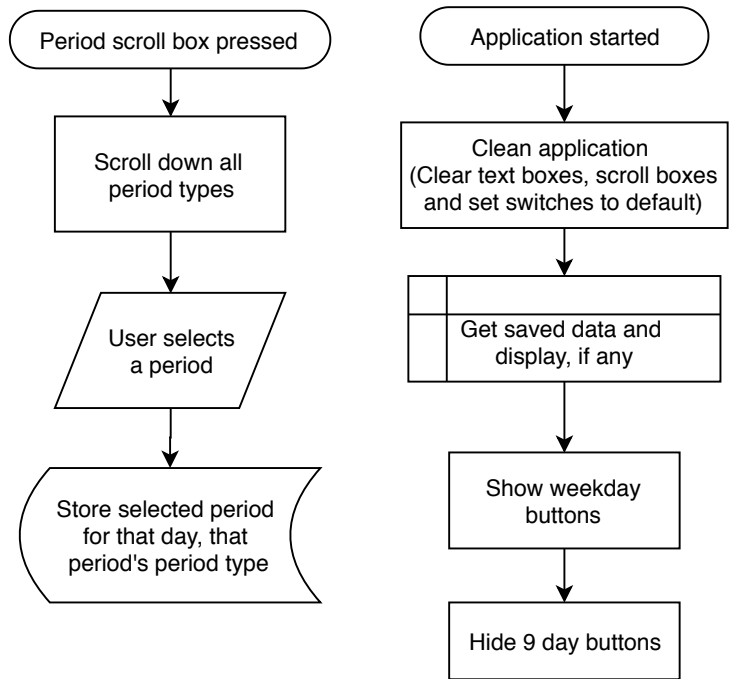 Period scroll box pressed
Scroll down all
period types
User selects
a period
Store selected period
for that day, that
period's period type
Application started
Clean application
(Clear text boxes, scroll boxes
and set switches to default)
Get saved data and
display, if any
Show weekday
buttons
Hide 9 day buttons